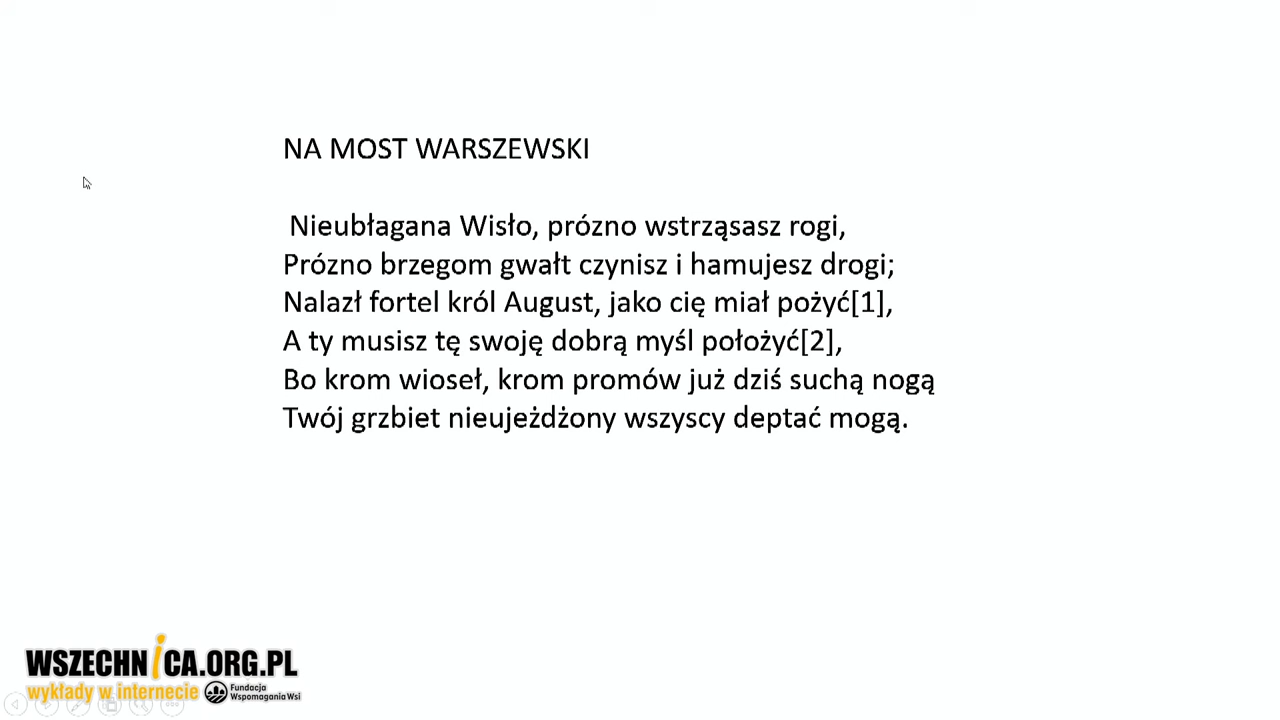 NA MOST WARSZEWSKI
Nieubłagana Wisło, prózno wstrząsasz rogi,
Prózno brzegom gwałt czynisz i hamujesz drogi;
Nalazł fortel król August, jako cię miał pożyć[1],
A ty musisz tę swoję dobrą myśl położyć[2],
Bo krom wioseł, krom promów już dziś suchą nogą
Twój grzbiet nieujeżdżony wszyscy deptać mogą.
WSZECHNiCA.ORG.PL
wykłady w internecie
Fundacja
Wspomagania Wsi